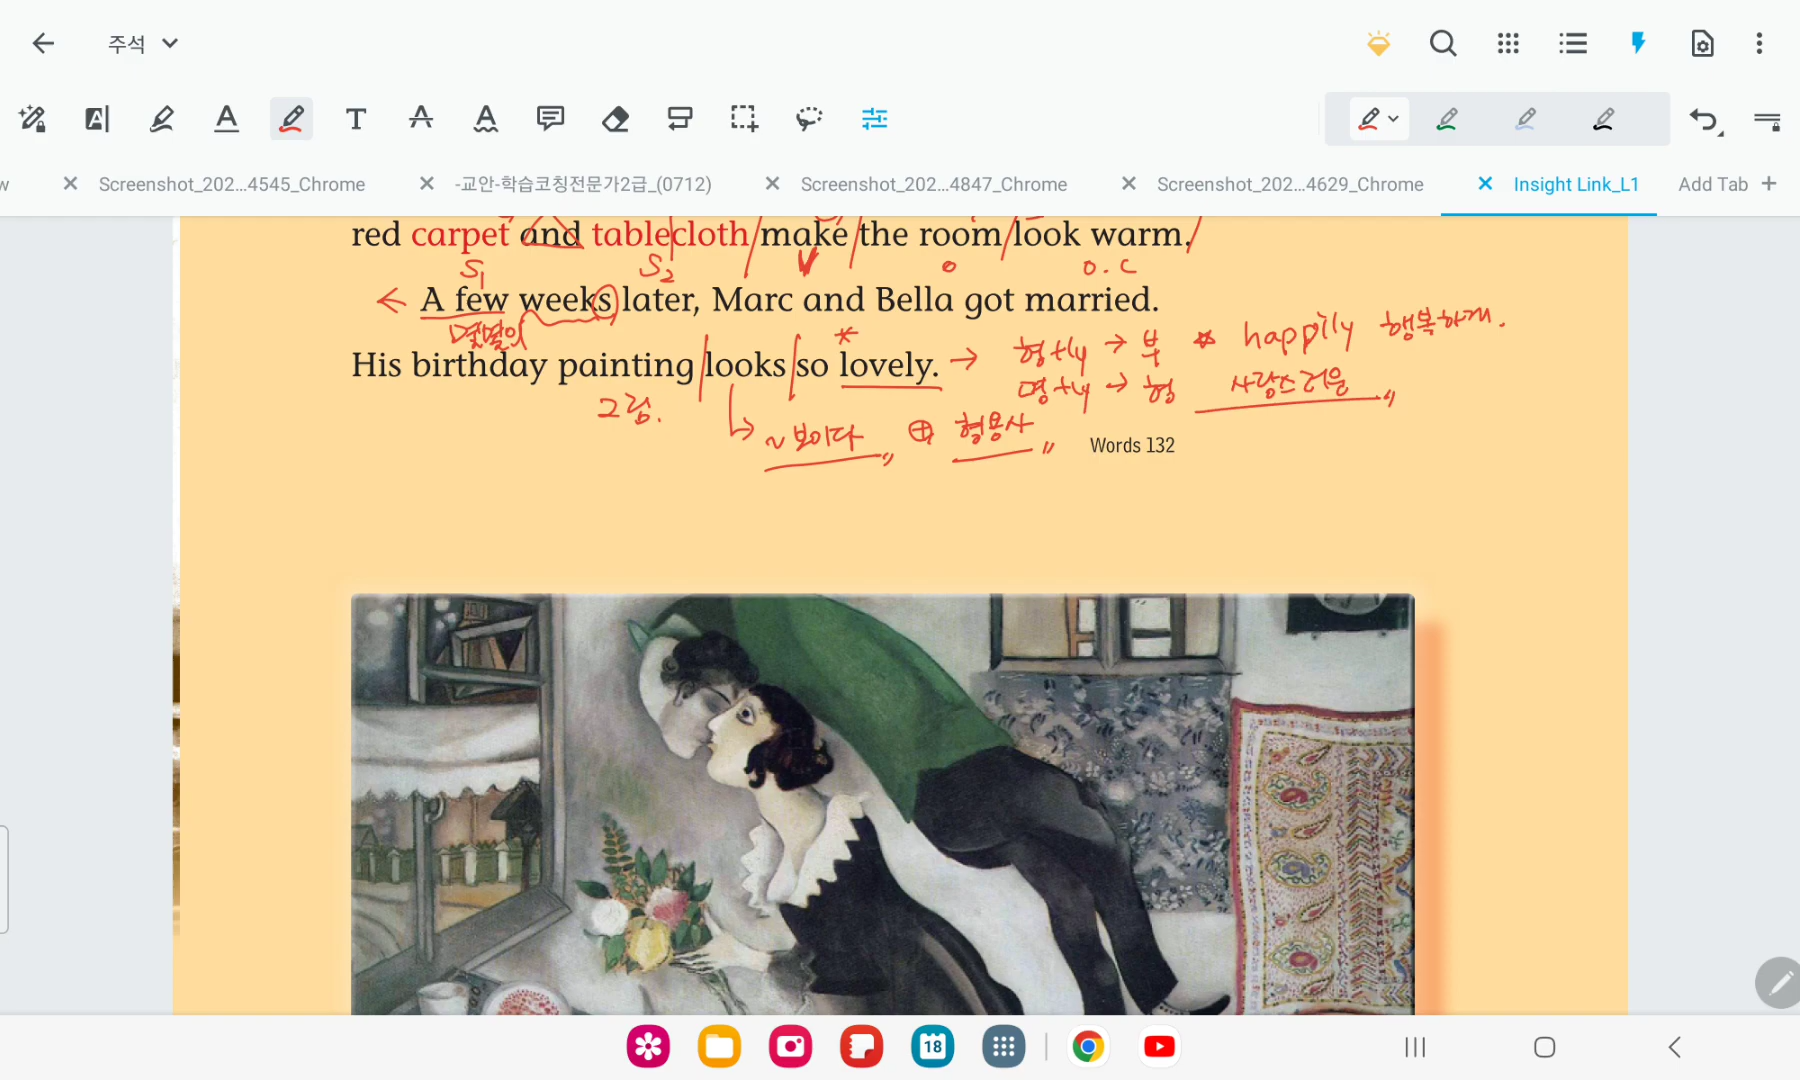 주석
w
Screenshot_202...4545_Chrome
-교안-학습코칭전문가2급_(0712)
Screenshot_202...4847_Chrome
Screenshot_202...4629_Chrome
Insight Link_L1
Add Tab +
red carpet and tablecloth / make / the room / look warm. /
S1 S2 V o o.c
← A few weeks later, Marc and Bella got married.
몇몇의
His birthday painting / looks / so lovely. → 형+ly → 부 * happily 행복하게.
명+ly → 형 사랑스러운
그림.
~보이다 ⊕ 형용사
Words 132
18